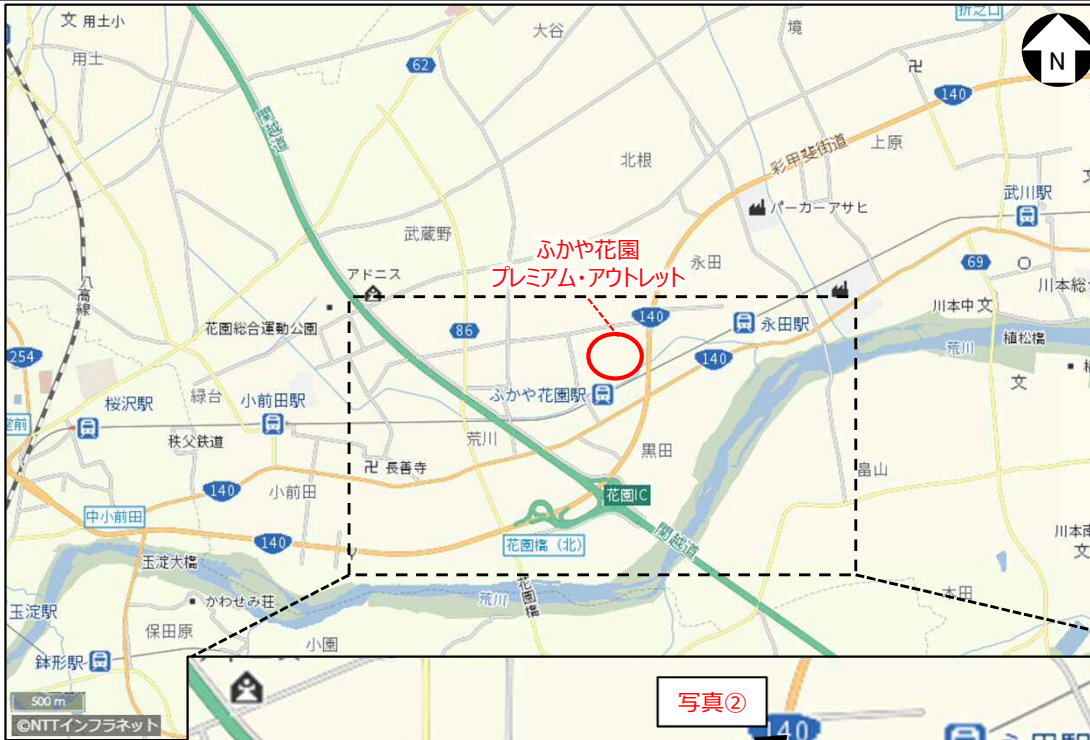 文 用土小
用土
大谷
境
折之口
N
62
卍
140
関越道
北根
彩甲斐街道
上原
武蔵野
パーカーアサヒ
武川駅
八高線
アドニス
ふかや花園
プレミアム・アウトレット
永田
69
川本総合
花園総合運動公園
86
140
永田駅
川本中 文
254
140
荒川
植松橋
文
緑台
小前田駅
ふかや花園駅
桜沢駅
秩父鉄道
荒川
黒田
卍 長善寺
畠山
140
小前田
花園IC
中小前田
140
花園橋(北)
関越道
川本南
文
玉淀大橋
花園橋
かわせみ荘
荒川
本田
玉淀駅
保田原
小園
鉢形駅
500 m
©NTTインフラネット
写真②
140
永田駅